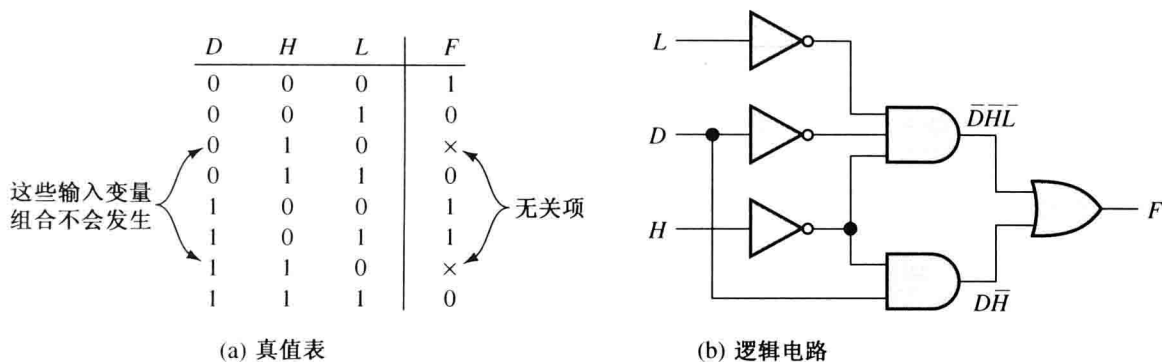 D H L F
0 0 0 1
0 0 1 0
0 1 0 ×
0 1 1 0
1 0 0 1
1 0 1 1
1 1 0 ×
1 1 1 0
这些输入变量
组合不会发生
无关项
(a) 真值表
L
D
H
D̅H̅L̅
DH̅
F
(b) 逻辑电路